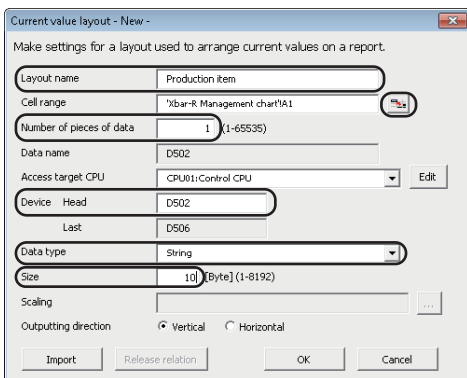 Current value layout - New -
Make settings for a layout used to arrange current values on a report.
Layout name Production item
Cell range 'Xbar-R Management chart'!A1
Number of pieces of data 1 (1-65535)
Data name D502
Access target CPU CPU01:Control CPU Edit
Device Head D502
Last D506
Data type String
Size 10 [Byte] (1-8192)
Scaling ...
Outputting direction Vertical Horizontal
Import Release relation OK Cancel